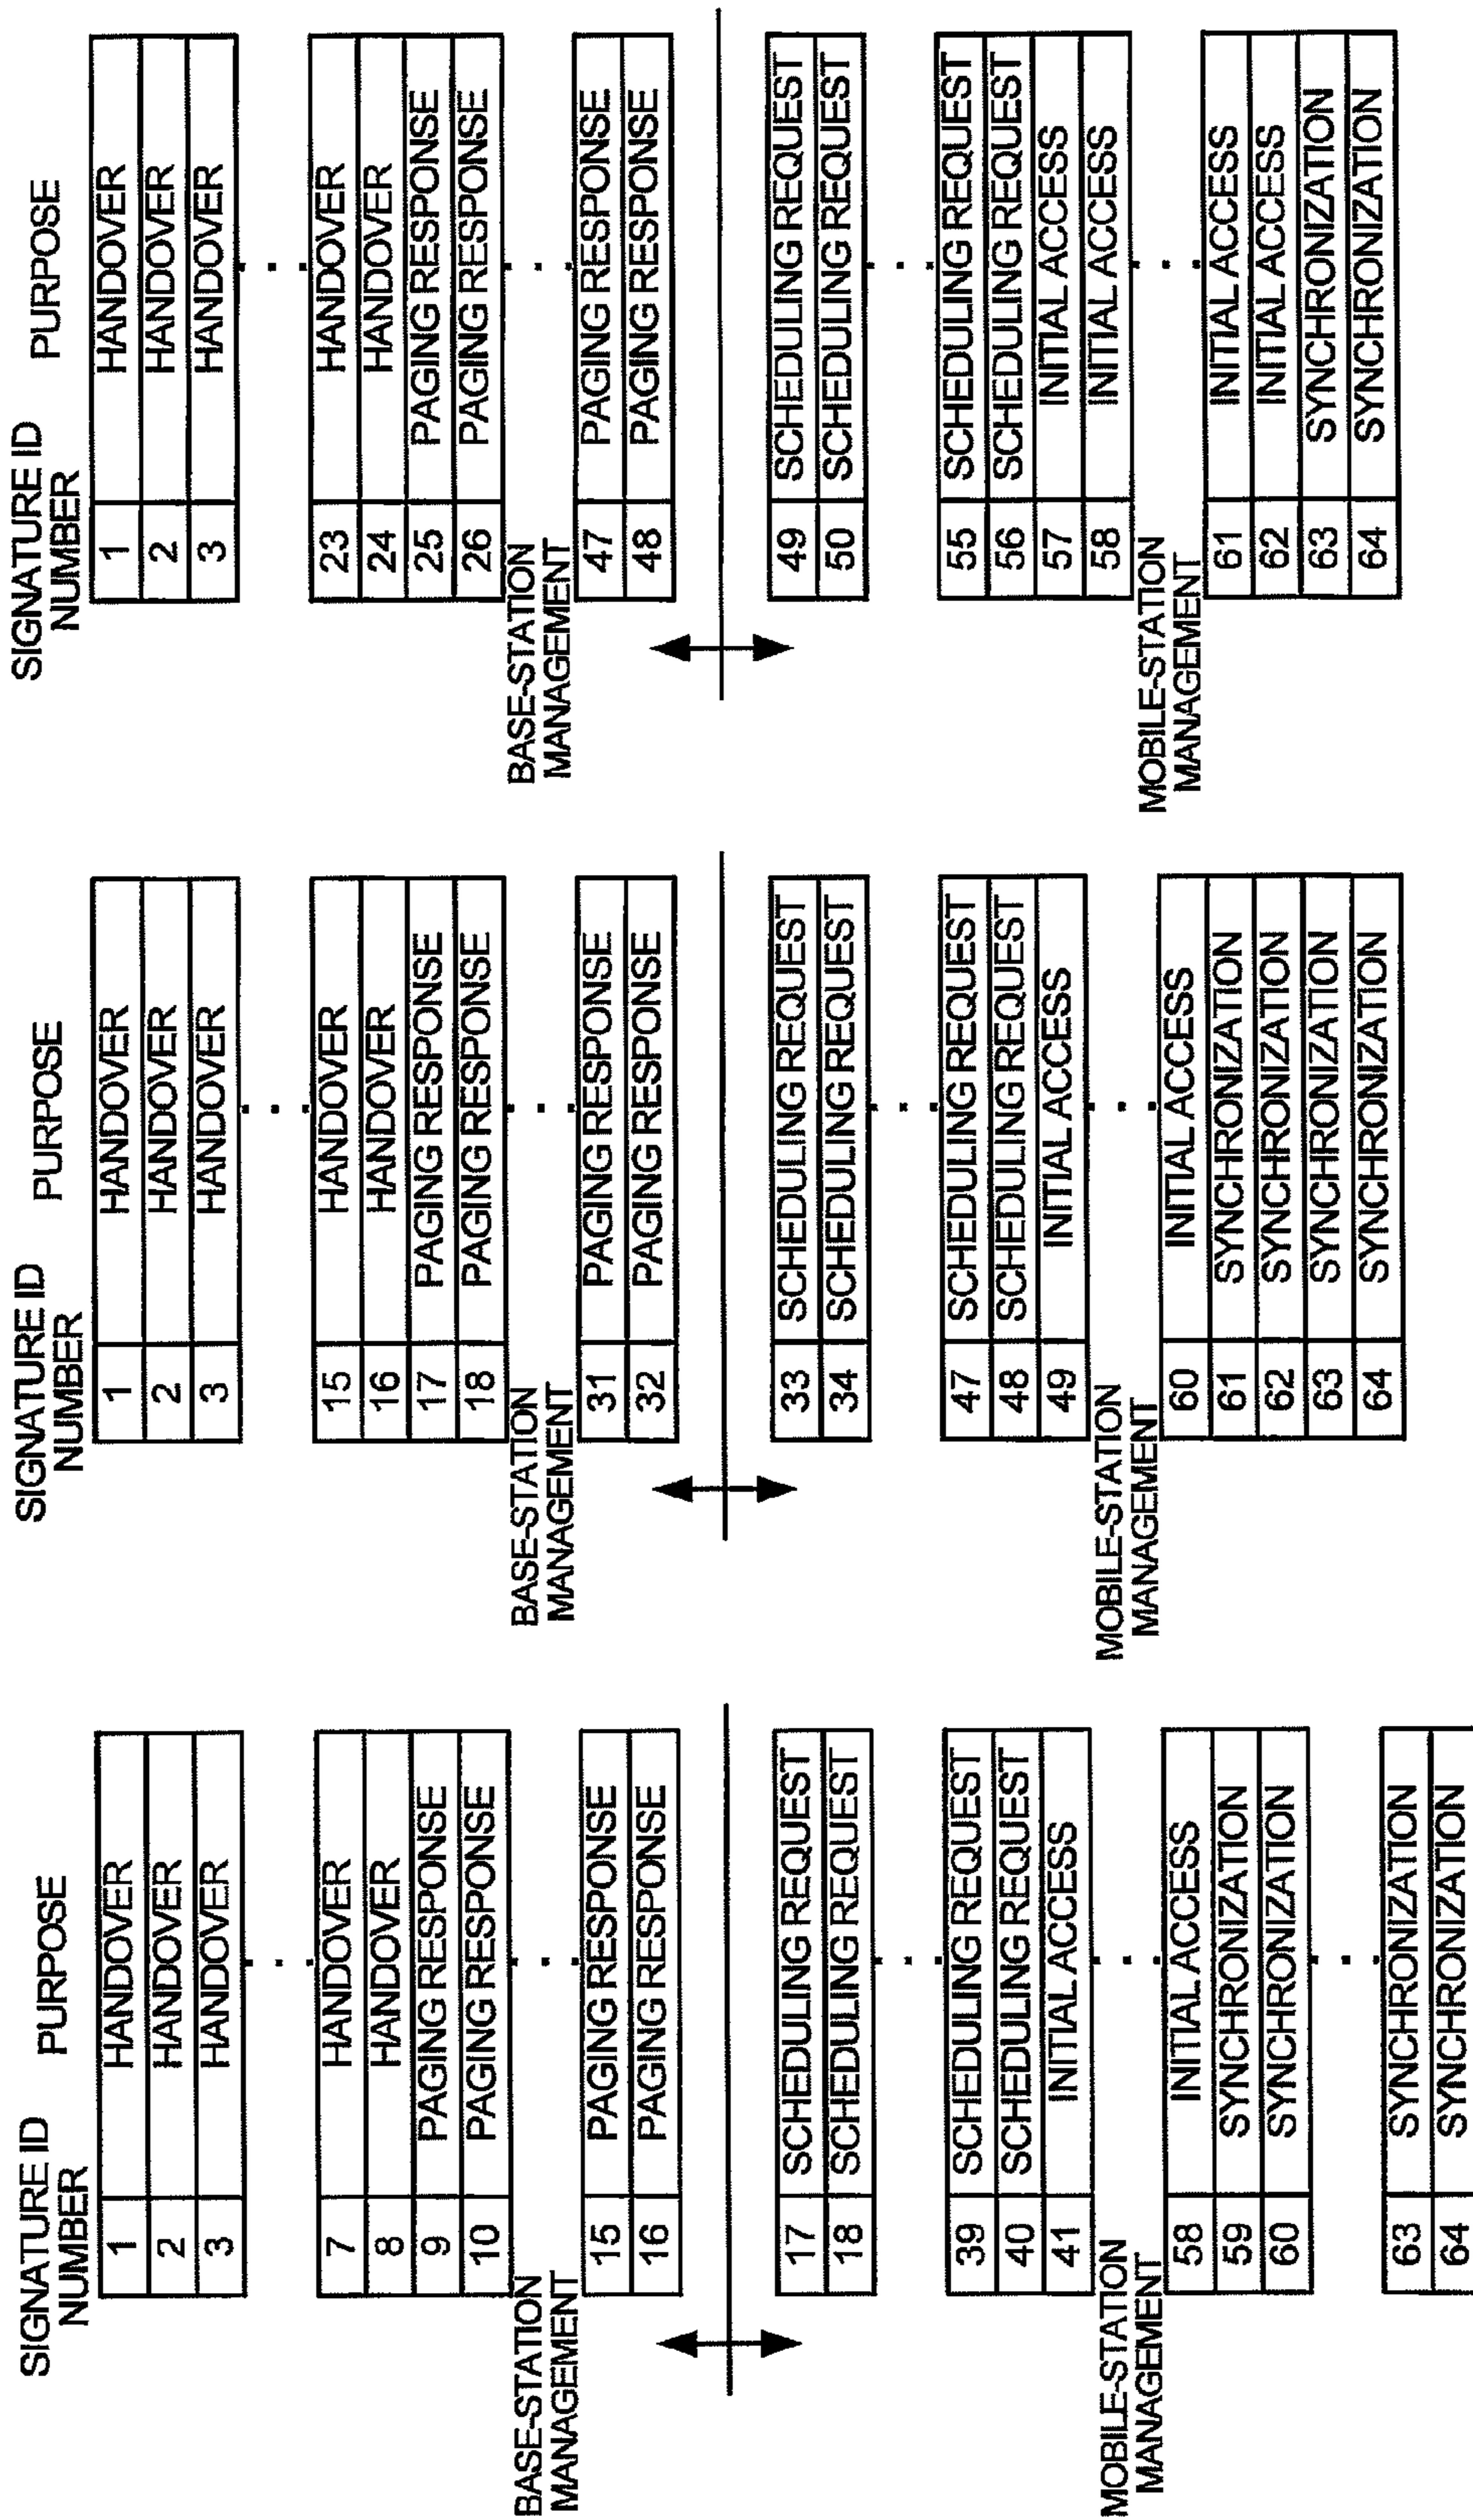 SIGNATURE ID
NUMBER
PURPOSE
1 HANDOVER
2 HANDOVER
3 HANDOVER
7 HANDOVER
8 HANDOVER
9 PAGING RESPONSE
10 PAGING RESPONSE
BASE-STATION
MANAGEMENT
15 PAGING RESPONSE
16 PAGING RESPONSE
17 SCHEDULING REQUEST
18 SCHEDULING REQUEST
39 SCHEDULING REQUEST
40 SCHEDULING REQUEST
41 INITIAL ACCESS
MOBILE-STATION
MANAGEMENT
58 INITIAL ACCESS
59 SYNCHRONIZATION
60 SYNCHRONIZATION
63 SYNCHRONIZATION
64 SYNCHRONIZATION
SIGNATURE ID
NUMBER
PURPOSE
1 HANDOVER
2 HANDOVER
3 HANDOVER
15 HANDOVER
16 HANDOVER
17 PAGING RESPONSE
18 PAGING RESPONSE
BASE-STATION
MANAGEMENT
31 PAGING RESPONSE
32 PAGING RESPONSE
33 SCHEDULING REQUEST
34 SCHEDULING REQUEST
47 SCHEDULING REQUEST
48 SCHEDULING REQUEST
49 INITIAL ACCESS
MOBILE-STATION
MANAGEMENT
60 INITIAL ACCESS
61 SYNCHRONIZATION
62 SYNCHRONIZATION
63 SYNCHRONIZATION
64 SYNCHRONIZATION
SIGNATURE ID
NUMBER
PURPOSE
1 HANDOVER
2 HANDOVER
3 HANDOVER
23 HANDOVER
24 HANDOVER
25 PAGING RESPONSE
26 PAGING RESPONSE
BASE-STATION
MANAGEMENT
47 PAGING RESPONSE
48 PAGING RESPONSE
49 SCHEDULING REQUEST
50 SCHEDULING REQUEST
55 SCHEDULING REQUEST
56 SCHEDULING REQUEST
57 INITIAL ACCESS
58 INITIAL ACCESS
MOBILE-STATION
MANAGEMENT
61 INITIAL ACCESS
62 INITIAL ACCESS
63 SYNCHRONIZATION
64 SYNCHRONIZATION